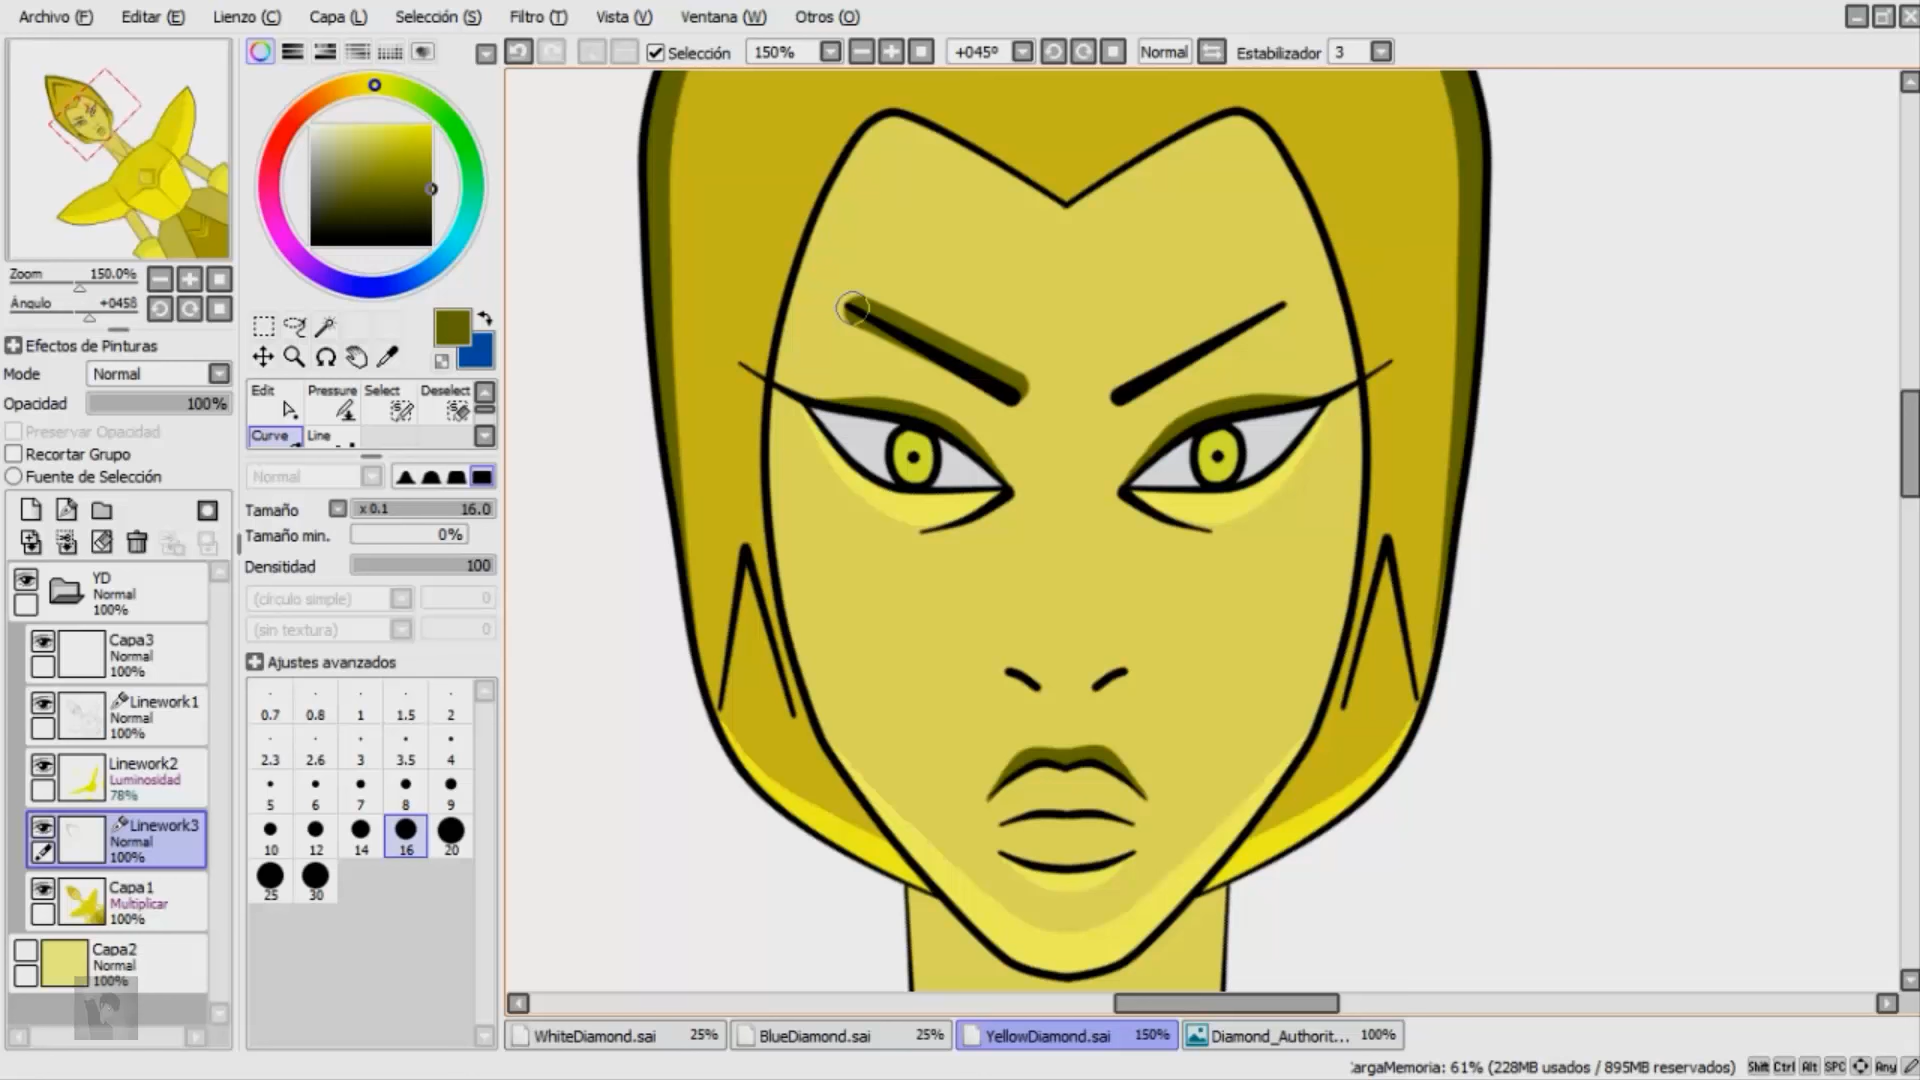 Archivo (F) Editar (E) Lienzo (C) Capa (L) Selección (S) Filtro (T) Vista (V) Ventana (W) Otros (O)
Selección 150% +045º Normal Estabilizador 3
Zoom 150.0%
Ángulo +045ß
Efectos de Pinturas
Mode Normal
Opacidad 100%
Preservar Opacidad
Recortar Grupo
Fuente de Selección
YD
Normal
100%
Capa3
Normal
100%
Linework1
Normal
100%
Linework2
Luminosidad
78%
Linework3
Normal
100%
Capa1
Multiplicar
100%
Capa2
Normal
100%
Edit Pressure Select Deselect
Curve Line
Normal
Tamaño x 0.1 16.0
Tamaño min. 0%
Densitidad 100
(círculo simple) 0
(sin textura) 0
Ajustes avanzados
0.7 0.8 1 1.5 2
2.3 2.6 3 3.5 4
5 6 7 8 9
10 12 14 16 20
25 30
WhiteDiamond.sai 25% BlueDiamond.sai 25% YellowDiamond.sai 150% Diamond_Authorit... 100%
argaMemoria: 61% (228MB usados / 895MB reservados) Shift Ctrl Alt SPC Any